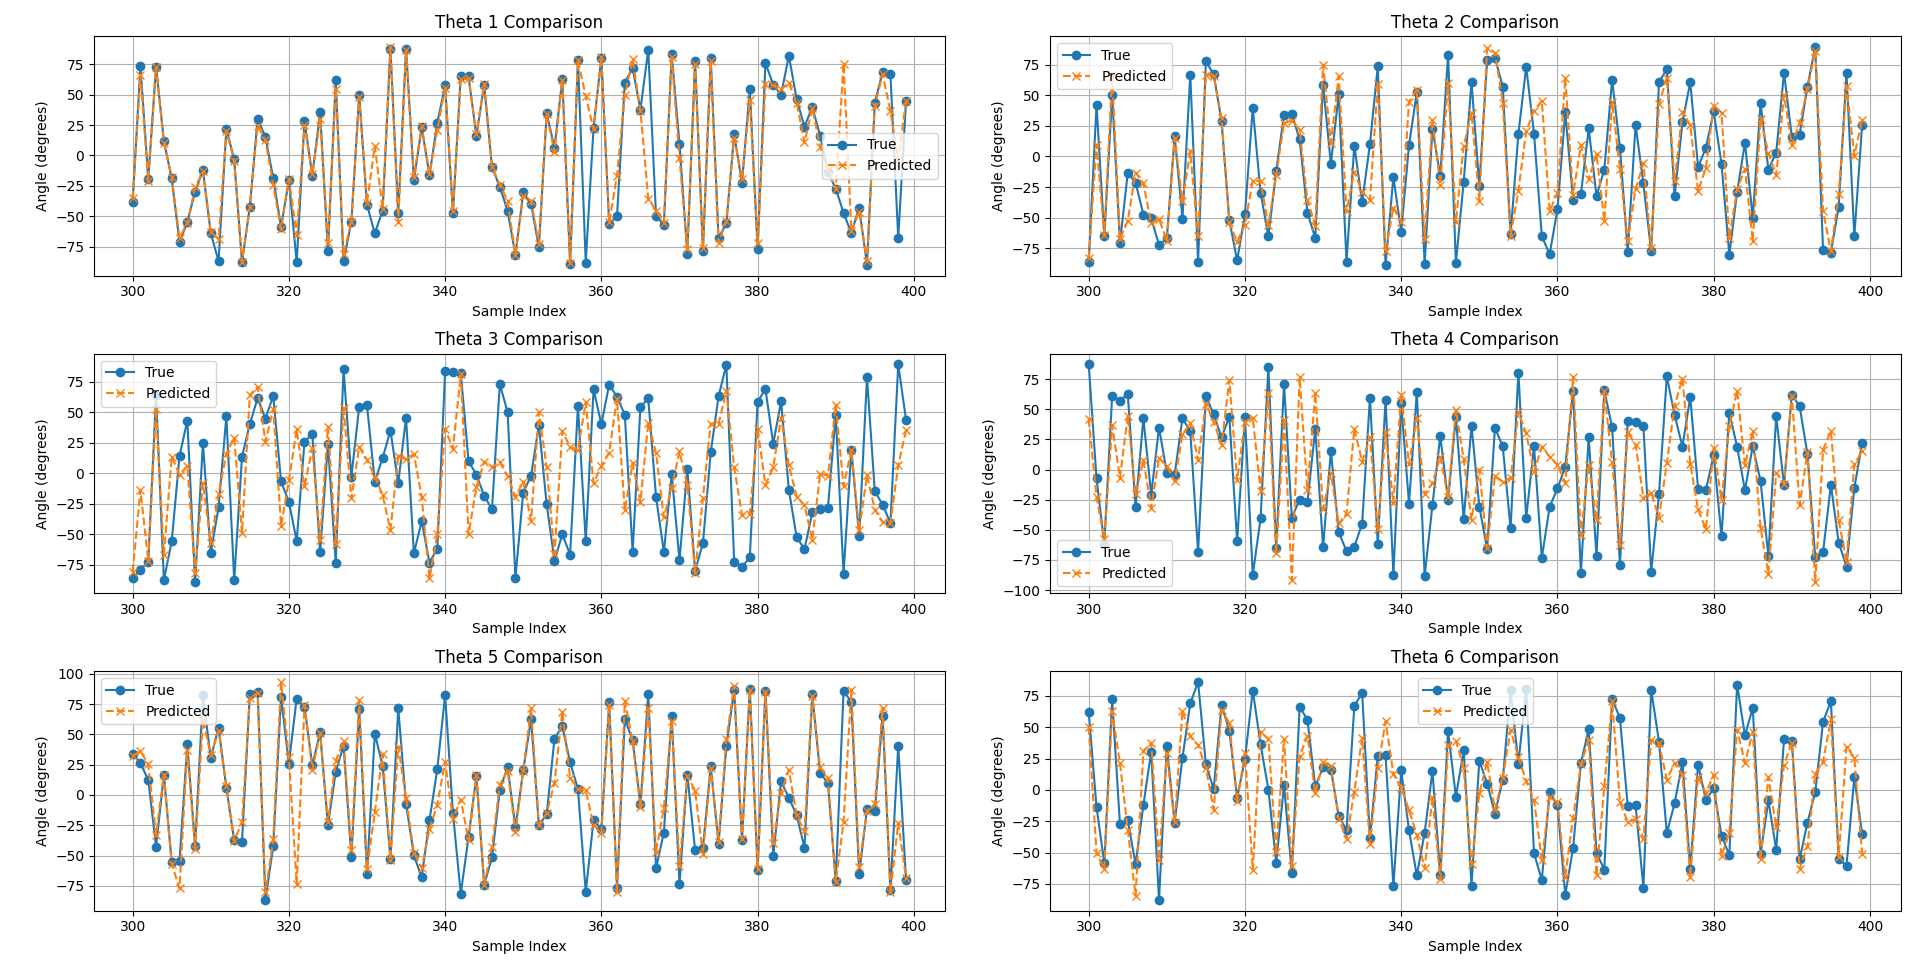 Theta 1 Comparison
Angle (degrees)
75
50
25
0
−25
−50
−75
300
320
340
360
380
400
Sample Index
True
Predicted
Theta 2 Comparison
Angle (degrees)
75
50
25
0
−25
−50
−75
300
320
340
360
380
400
Sample Index
True
Predicted
Theta 3 Comparison
Angle (degrees)
75
50
25
0
−25
−50
−75
300
320
340
360
380
400
Sample Index
True
Predicted
Theta 4 Comparison
Angle (degrees)
75
50
25
0
−25
−50
−75
−100
300
320
340
360
380
400
Sample Index
True
Predicted
Theta 5 Comparison
Angle (degrees)
100
75
50
25
0
−25
−50
−75
300
320
340
360
380
400
Sample Index
True
Predicted
Theta 6 Comparison
Angle (degrees)
75
50
25
0
−25
−50
−75
300
320
340
360
380
400
Sample Index
True
Predicted